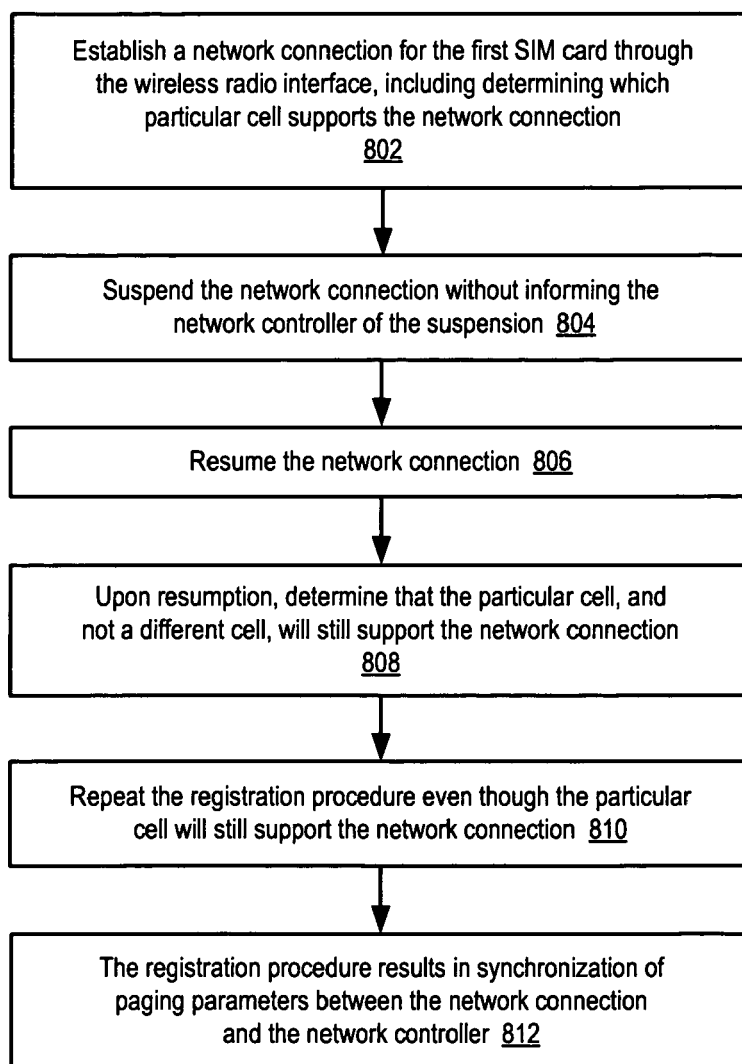 Establish a network connection for the first SIM card through
the wireless radio interface, including determining which
particular cell supports the network connection
802
Suspend the network connection without informing the
network controller of the suspension 804
Resume the network connection 806
Upon resumption, determine that the particular cell, and
not a different cell, will still support the network connection
808
Repeat the registration procedure even though the particular
cell will still support the network connection 810
The registration procedure results in synchronization of
paging parameters between the network connection
and the network controller 812